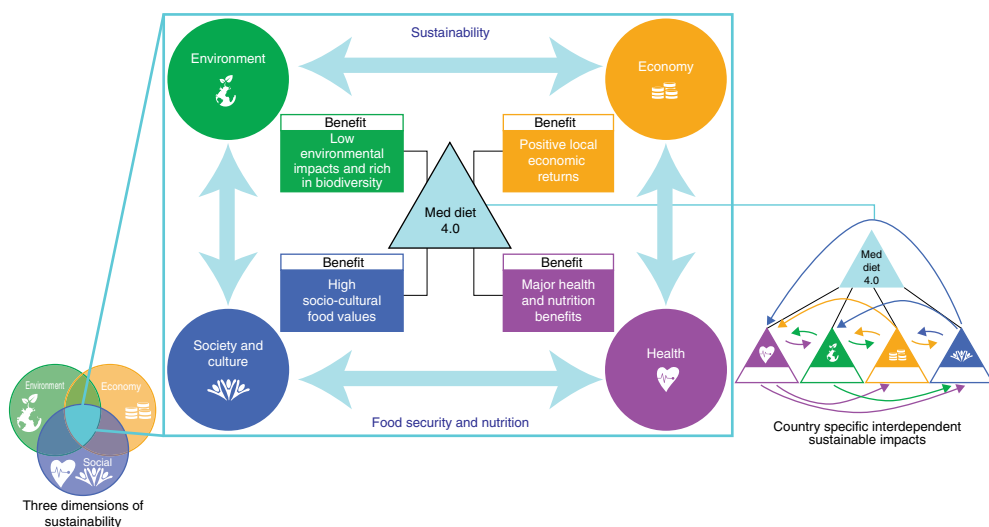 Sustainability
Environment
Economy
Benefit
Low
environmental
impacts and rich
in biodiversity
Benefit
Positive local
economic
returns
Med diet
4.0
Benefit
High
socio-cultural
food values
Benefit
Major health
and nutrition
benefits
Society and
culture
Health
Food security and nutrition
Environment
Economy
Social
Three dimensions of
sustainability
Med
diet
4.0
Country specific interdependent
sustainable impacts